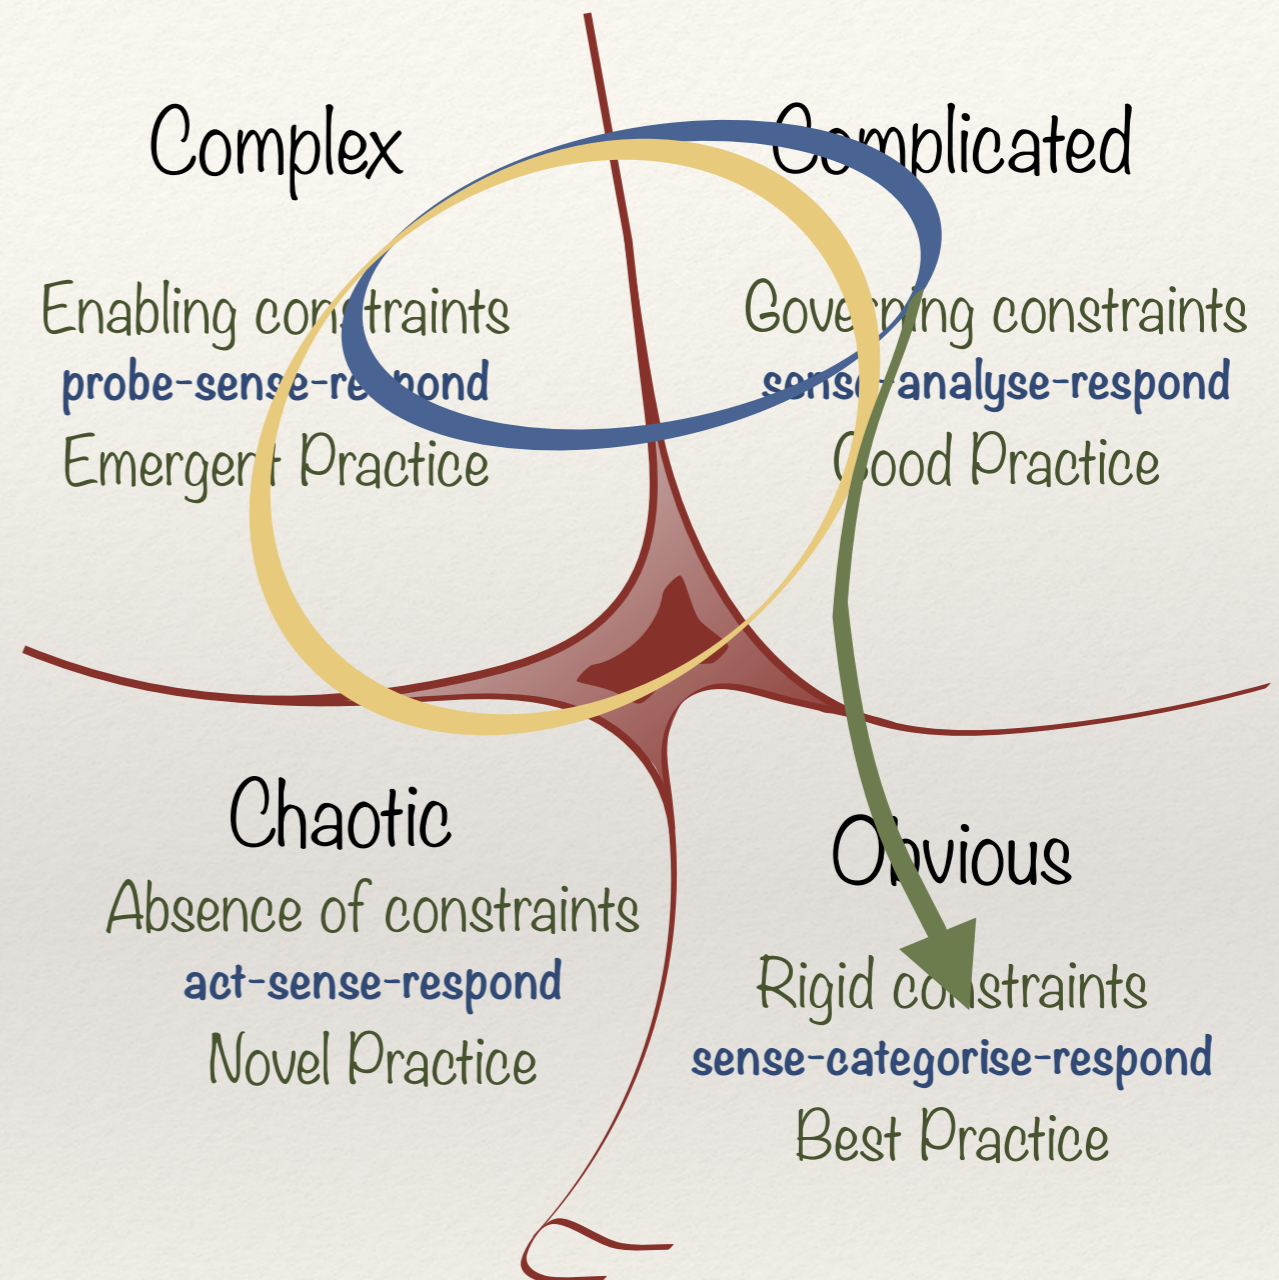 Complex
Enabling constraints
probe-sense-respond
Emergent Practice
Complicated
Governing constraints
sense-analyse-respond
Good Practice
Chaotic
Absence of constraints
act-sense-respond
Novel Practice
Obvious
Rigid constraints
sense-categorise-respond
Best Practice